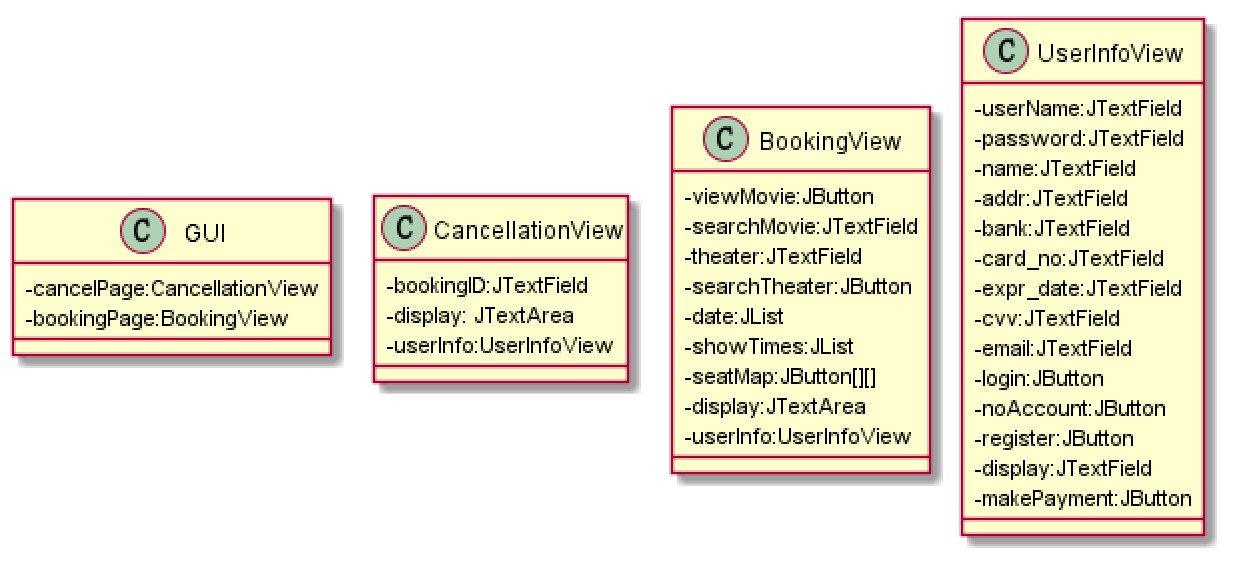 C GUI
-cancelPage:CancellationView
-bookingPage:BookingView
C CancellationView
-bookingID:JTextField
-display: JTextArea
-userInfo:UserInfoView
C BookingView
-viewMovie:JButton
-searchMovie:JTextField
-theater:JTextField
-searchTheater:JButton
-date:JList
-showTimes:JList
-seatMap:JButton[][]
-display:JTextArea
-userInfo:UserInfoView
C UserInfoView
-userName:JTextField
-password:JTextField
-name:JTextField
-addr:JTextField
-bank:JTextField
-card_no:JTextField
-expr_date:JTextField
-cvv:JTextField
-email:JTextField
-login:JButton
-noAccount:JButton
-register:JButton
-display:JTextField
-makePayment:JButton